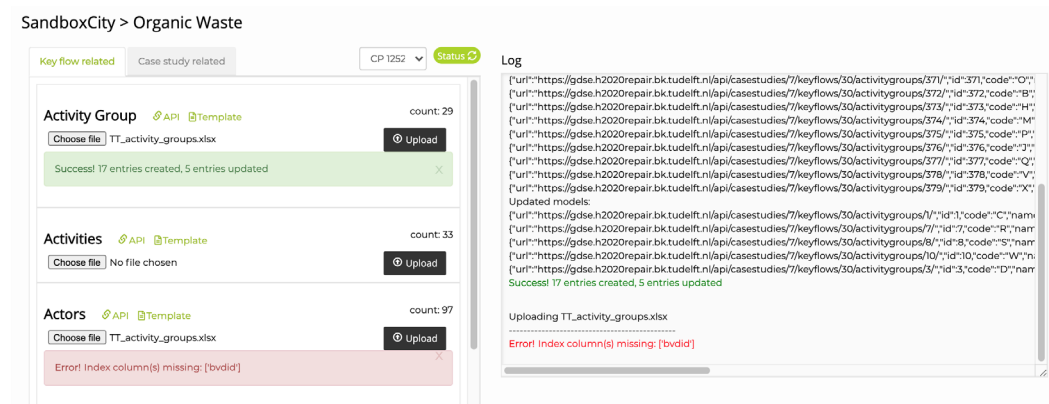 SandboxCity > Organic Waste
Key flow related
Case study related
CP 1252
Status
Activity Group API Template count: 29
Choose file TT_activity_groups.xlsx Upload
Success! 17 entries created, 5 entries updated X
Activities API Template count: 33
Choose file No file chosen Upload
Actors API Template count: 97
Choose file TT_activity_groups.xlsx Upload
Error! Index column(s) missing: ['bvdid'] X
Log
{"url":"https://gdse.h2020repair.bk.tudelft.nl/api/casestudies/7/keyflows/30/activitygroups/371/","id":371,"code":"O","
{"url":"https://gdse.h2020repair.bk.tudelft.nl/api/casestudies/7/keyflows/30/activitygroups/372/","id":372,"code":"B",
{"url":"https://gdse.h2020repair.bk.tudelft.nl/api/casestudies/7/keyflows/30/activitygroups/373/","id":373,"code":"H",
{"url":"https://gdse.h2020repair.bk.tudelft.nl/api/casestudies/7/keyflows/30/activitygroups/374/","id":374,"code":"M"
{"url":"https://gdse.h2020repair.bk.tudelft.nl/api/casestudies/7/keyflows/30/activitygroups/375/","id":375,"code":"P",
{"url":"https://gdse.h2020repair.bk.tudelft.nl/api/casestudies/7/keyflows/30/activitygroups/376/","id":376,"code":"J","
{"url":"https://gdse.h2020repair.bk.tudelft.nl/api/casestudies/7/keyflows/30/activitygroups/377/","id":377,"code":"Q",
{"url":"https://gdse.h2020repair.bk.tudelft.nl/api/casestudies/7/keyflows/30/activitygroups/378/","id":378,"code":"V",
{"url":"https://gdse.h2020repair.bk.tudelft.nl/api/casestudies/7/keyflows/30/activitygroups/379/","id":379,"code":"X",
Updated models:
{"url":"https://gdse.h2020repair.bk.tudelft.nl/api/casestudies/7/keyflows/30/activitygroups/1/","id":1,"code":"C","name
{"url":"https://gdse.h2020repair.bk.tudelft.nl/api/casestudies/7/keyflows/30/activitygroups/7/","id":7,"code":"R","nam
{"url":"https://gdse.h2020repair.bk.tudelft.nl/api/casestudies/7/keyflows/30/activitygroups/8/","id":8,"code":"S","nam
{"url":"https://gdse.h2020repair.bk.tudelft.nl/api/casestudies/7/keyflows/30/activitygroups/10/","id":10,"code":"W","na
{"url":"https://gdse.h2020repair.bk.tudelft.nl/api/casestudies/7/keyflows/30/activitygroups/3/","id":3,"code":"D","nam
Success! 17 entries created, 5 entries updated
Uploading TT_activity_groups.xlsx
------------------------------------------------
Error! Index column(s) missing: ['bvdid']